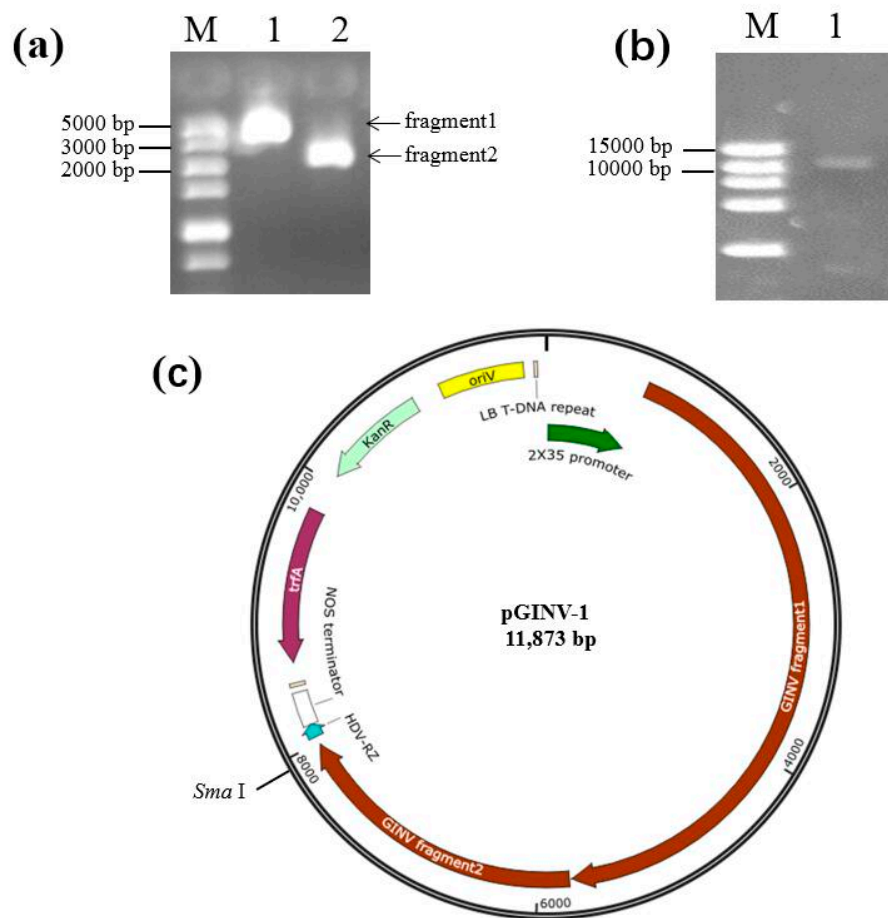 (a)
M 1 2
5000 bp
3000 bp
2000 bp
fragment1
fragment2
(b)
M 1
15000 bp
10000 bp
(c)
oriV
LB T-DNA repeat
KanR
2X35 promoter
2000
10,000
trfA
NOS terminator
pGINV-1
11,873 bp
GINV fragment1
HDV-RZ
4000
8000
Sma I
GINV fragment2
6000